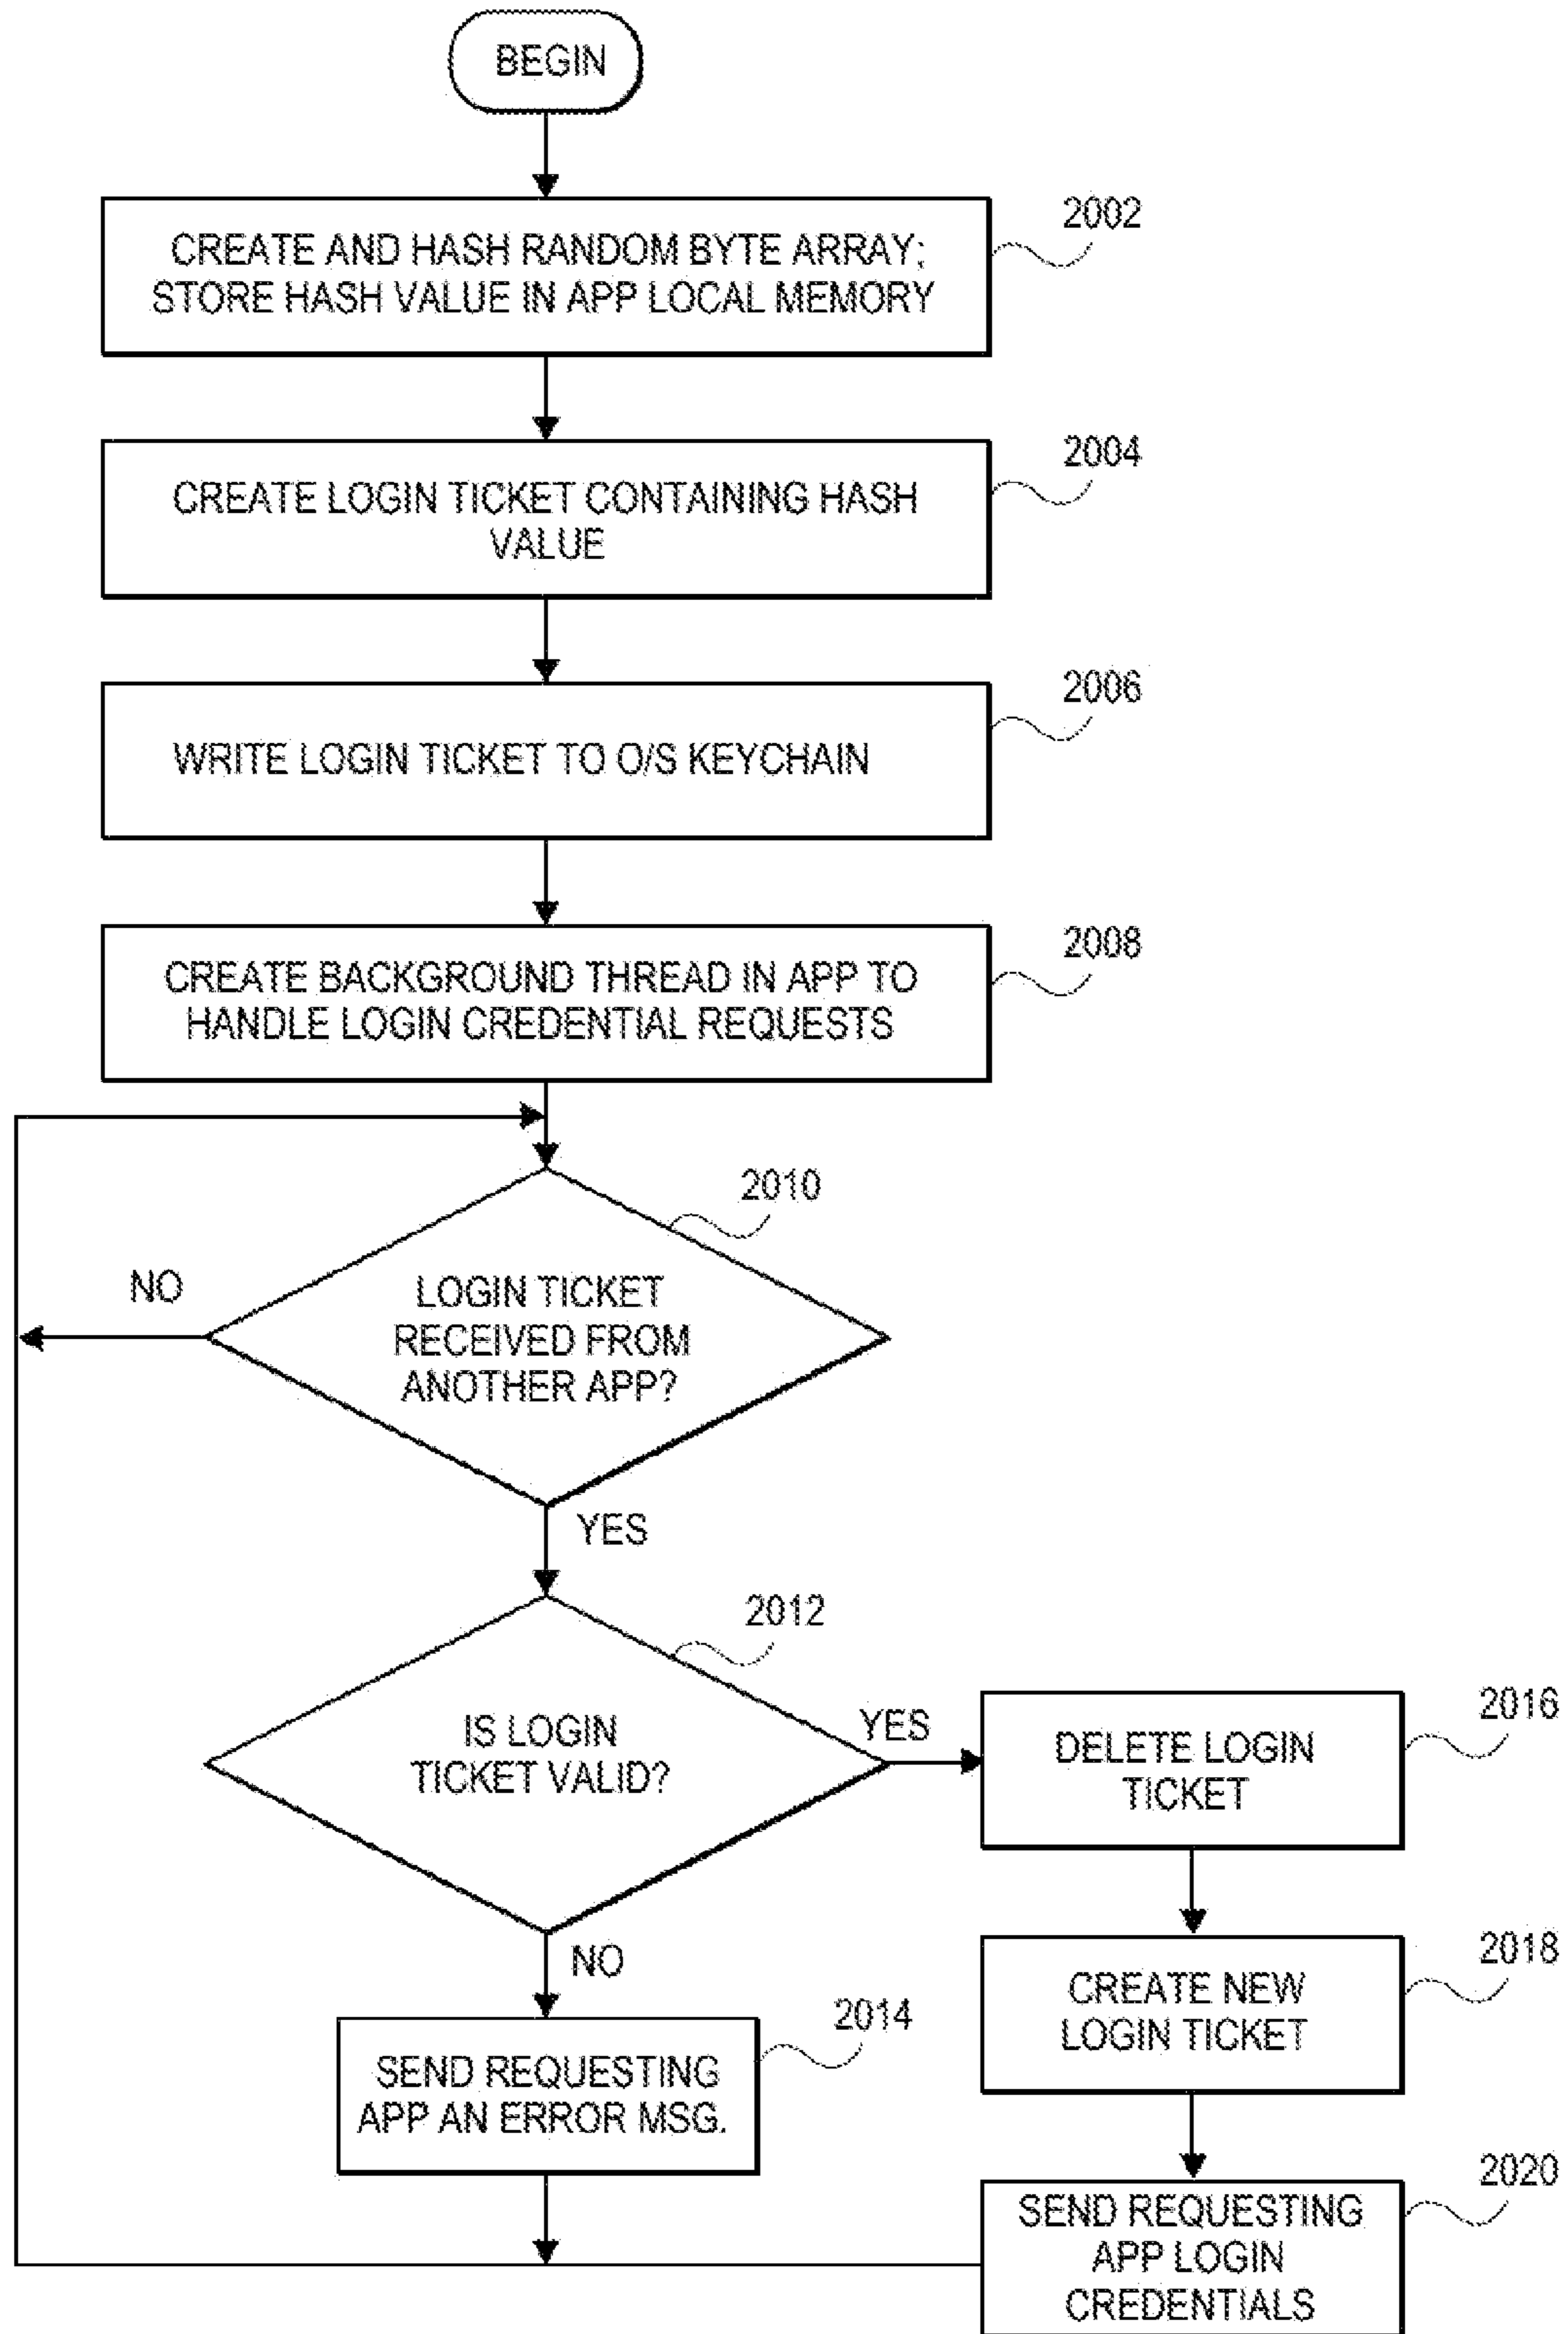 BEGIN
2002
CREATE AND HASH RANDOM BYTE ARRAY;
STORE HASH VALUE IN APP LOCAL MEMORY
2004
CREATE LOGIN TICKET CONTAINING HASH
VALUE
2006
WRITE LOGIN TICKET TO O/S KEYCHAIN
2008
CREATE BACKGROUND THREAD IN APP TO
HANDLE LOGIN CREDENTIAL REQUESTS
2010
NO
LOGIN TICKET
RECEIVED FROM
ANOTHER APP?
YES
2012
IS LOGIN
TICKET VALID?
YES
2016
DELETE LOGIN
TICKET
NO
2014
SEND REQUESTING
APP AN ERROR MSG.
2018
CREATE NEW
LOGIN TICKET
2020
SEND REQUESTING
APP LOGIN
CREDENTIALS